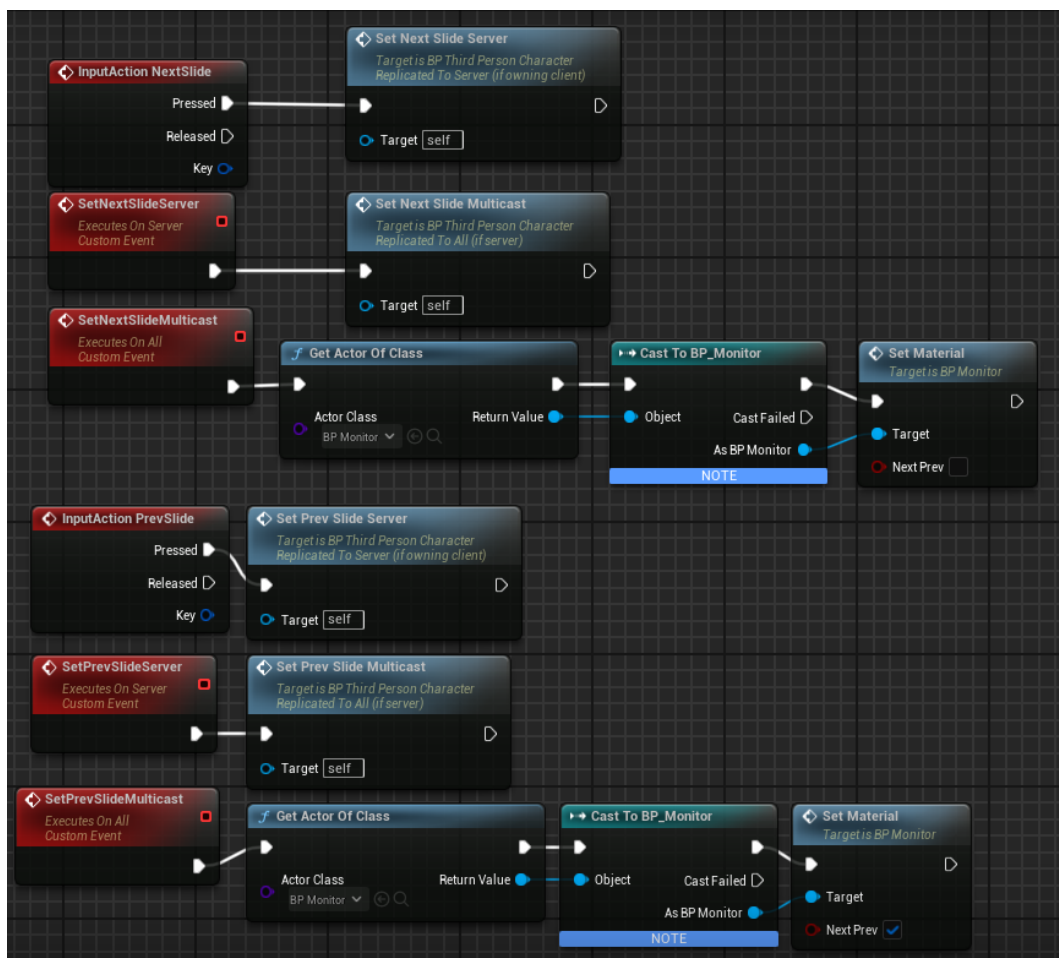 InputAction NextSlide
Pressed
Released
Key
Set Next Slide Server
Target is BP Third Person Character
Replicated To Server (if owning client)
Target self
SetNextSlideServer
Executes On Server
Custom Event
Set Next Slide Multicast
Target is BP Third Person Character
Replicated To All (if server)
Target self
SetNextSlideMulticast
Executes On All
Custom Event
Get Actor Of Class
Actor Class Return Value
BP Monitor
Cast To BP_Monitor
Object Cast Failed
As BP Monitor
NOTE
Set Material
Target is BP Monitor
Target
Next Prev
InputAction PrevSlide
Pressed
Released
Key
Set Prev Slide Server
Target is BP Third Person Character
Replicated To Server (if owning client)
Target self
SetPrevSlideServer
Executes On Server
Custom Event
Set Prev Slide Multicast
Target is BP Third Person Character
Replicated To All (if server)
Target self
SetPrevSlideMulticast
Executes On All
Custom Event
Get Actor Of Class
Actor Class Return Value
BP Monitor
Cast To BP_Monitor
Object Cast Failed
As BP Monitor
NOTE
Set Material
Target is BP Monitor
Target
Next Prev